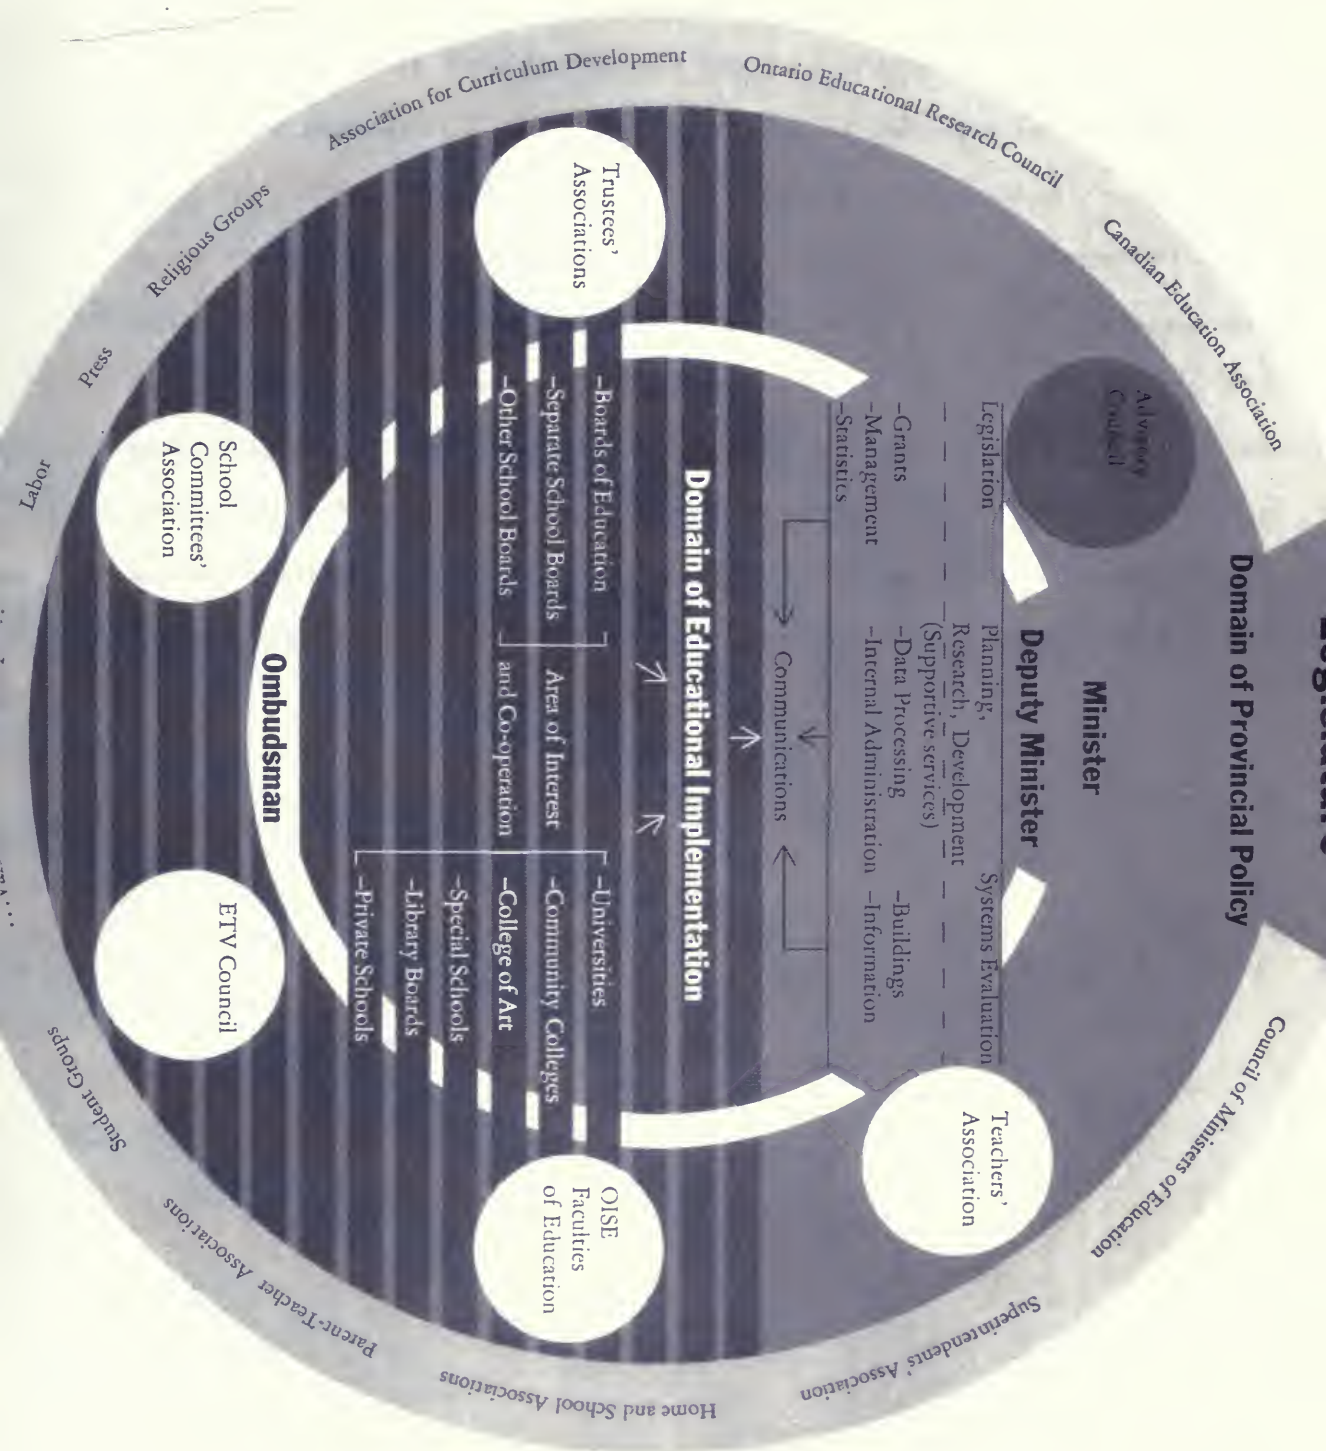 Legislature
Domain of Provincial Policy
Minister
Deputy Minister
Advisory
Council
Legislation
Planning,
Research, Development
(Supportive services)
Systems Evaluation
–Grants
–Management
–Statistics
–Data Processing
–Internal Administration
–Buildings
–Information
Communications
Teachers'
Association
Domain of Educational Implementation
Trustees'
Associations
–Boards of Education
–Separate School Boards
–Other School Boards
Area of Interest
and Co-operation
–Universities
–Community Colleges
–College of Art
–Special Schools
–Library Boards
–Private Schools
OISE
Faculties
of Education
School
Committees'
Association
Ombudsman
ETV Council
Labor
Press
Religious Groups
Association for Curriculum Development
Ontario Educational Research Council
Canadian Education Association
Council of Ministers of Education
Superintendents' Association
Home and School Associations
Parent-Teacher Associations
Student Groups